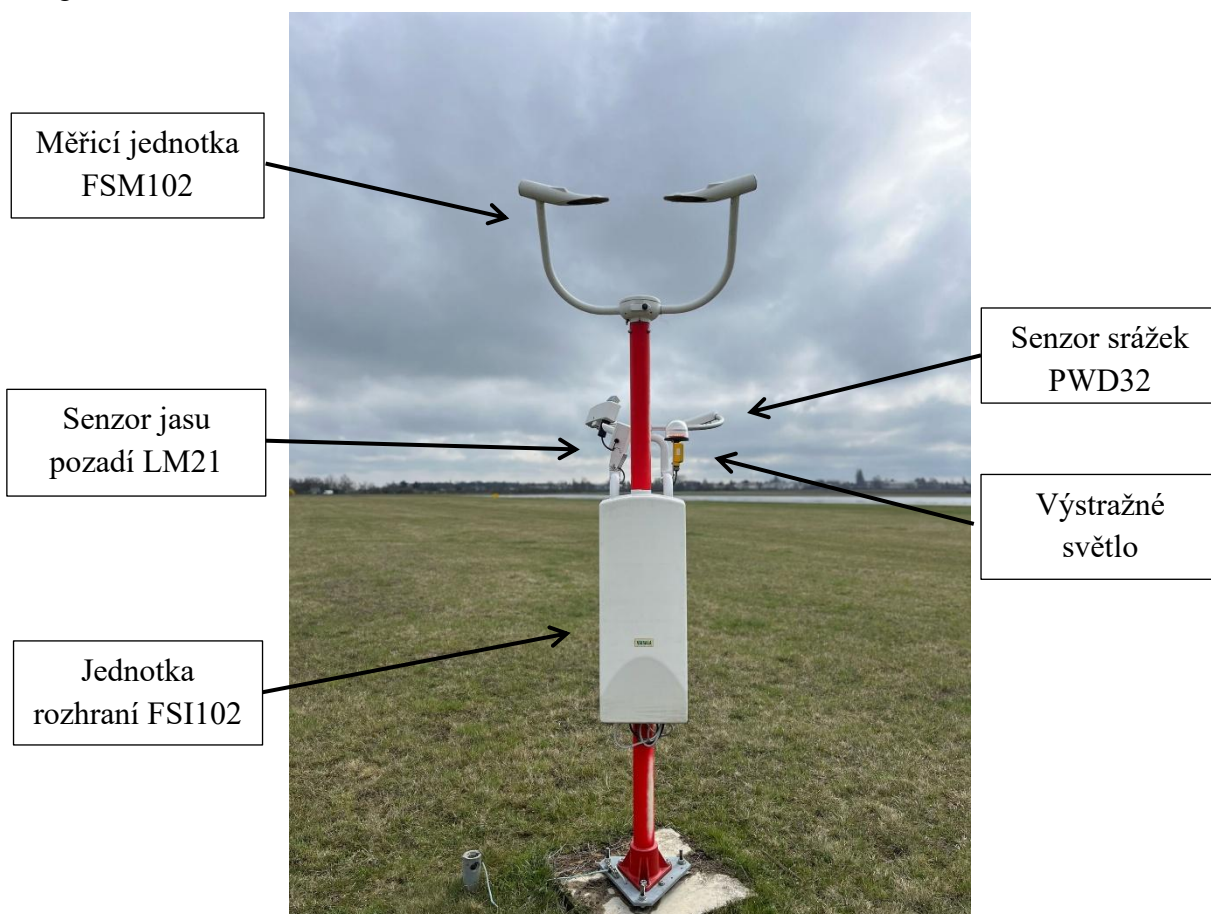 Měřicí jednotka
FSM102
Senzor srážek
PWD32
Senzor jasu
pozadí LM21
Výstražné
světlo
Jednotka
rozhraní FSI102